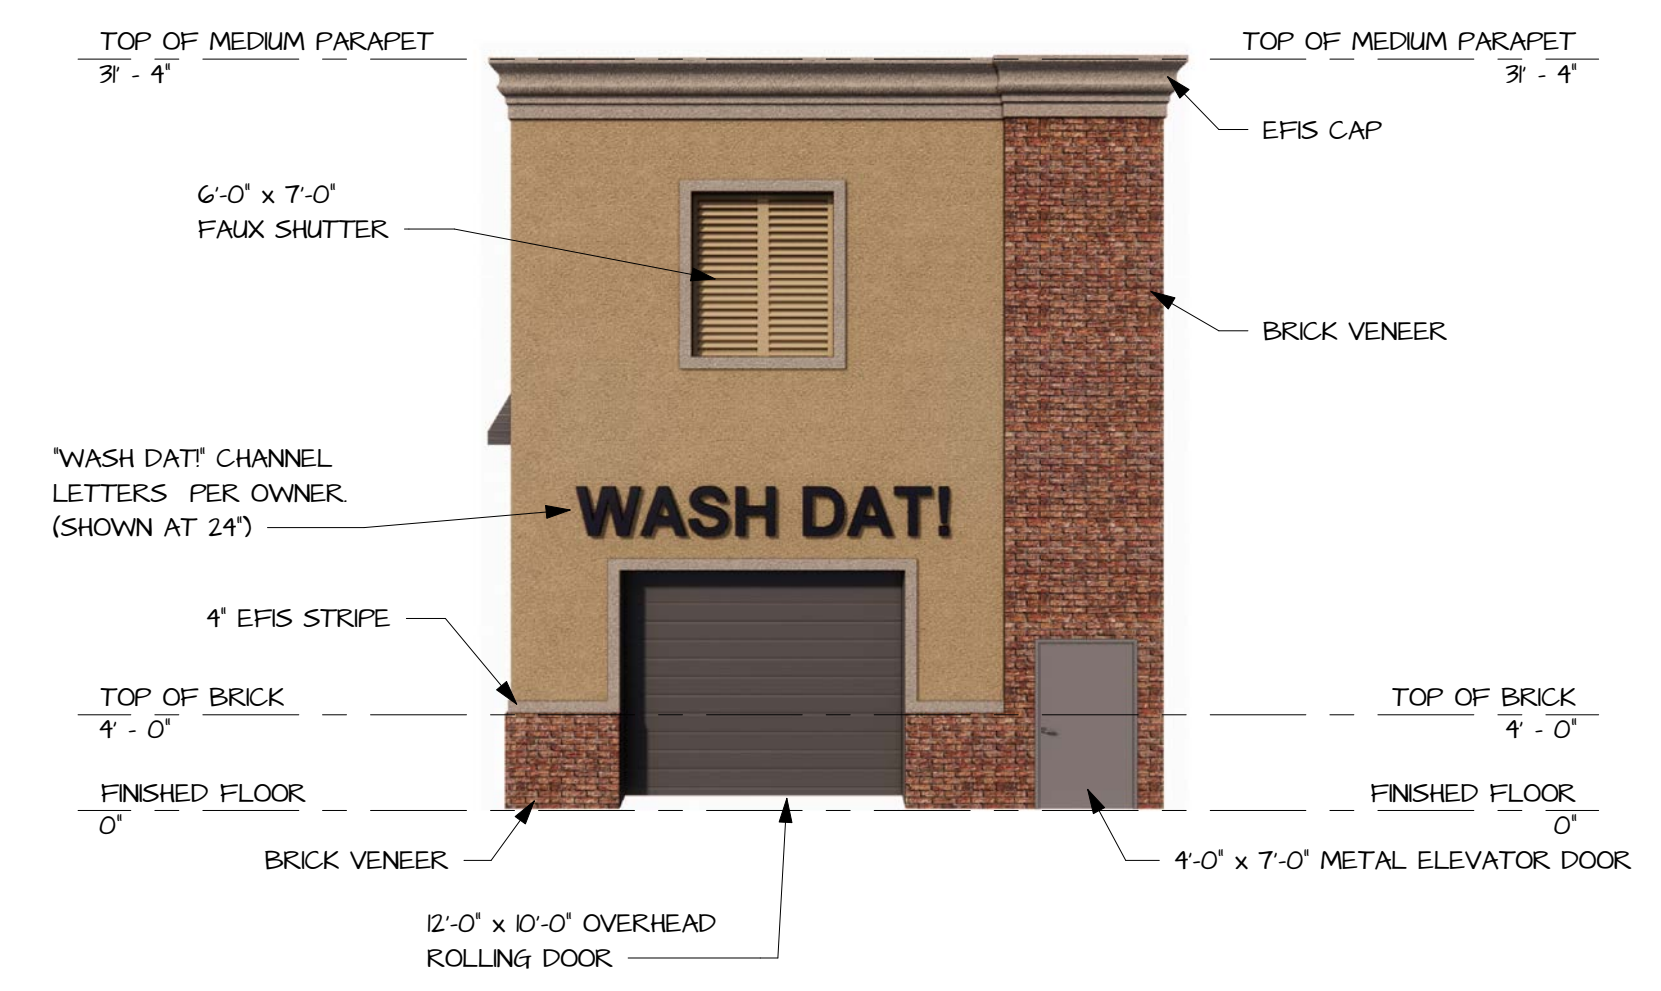 TOP OF MEDIUM PARAPET
31' - 4"
TOP OF MEDIUM PARAPET
31' - 4"
EFIS CAP
6'-0" x 7'-0"
FAUX SHUTTER
BRICK VENEER
"WASH DAT!" CHANNEL
LETTERS PER OWNER.
(SHOWN AT 24")
WASH DAT!
4" EFIS STRIPE
TOP OF BRICK
4' - 0"
TOP OF BRICK
4' - 0"
FINISHED FLOOR
0"
FINISHED FLOOR
0"
BRICK VENEER
4'-0" x 7'-0" METAL ELEVATOR DOOR
12'-0" x 10'-0" OVERHEAD
ROLLING DOOR